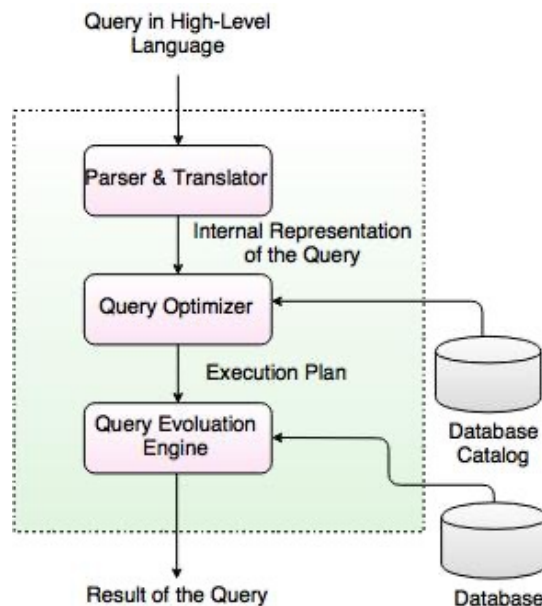 Query in High-Level
Language
Parser & Translator
Internal Representation
of the Query
Query Optimizer
Execution Plan
Database
Catalog
Query Evoluation
Engine
Database
Result of the Query